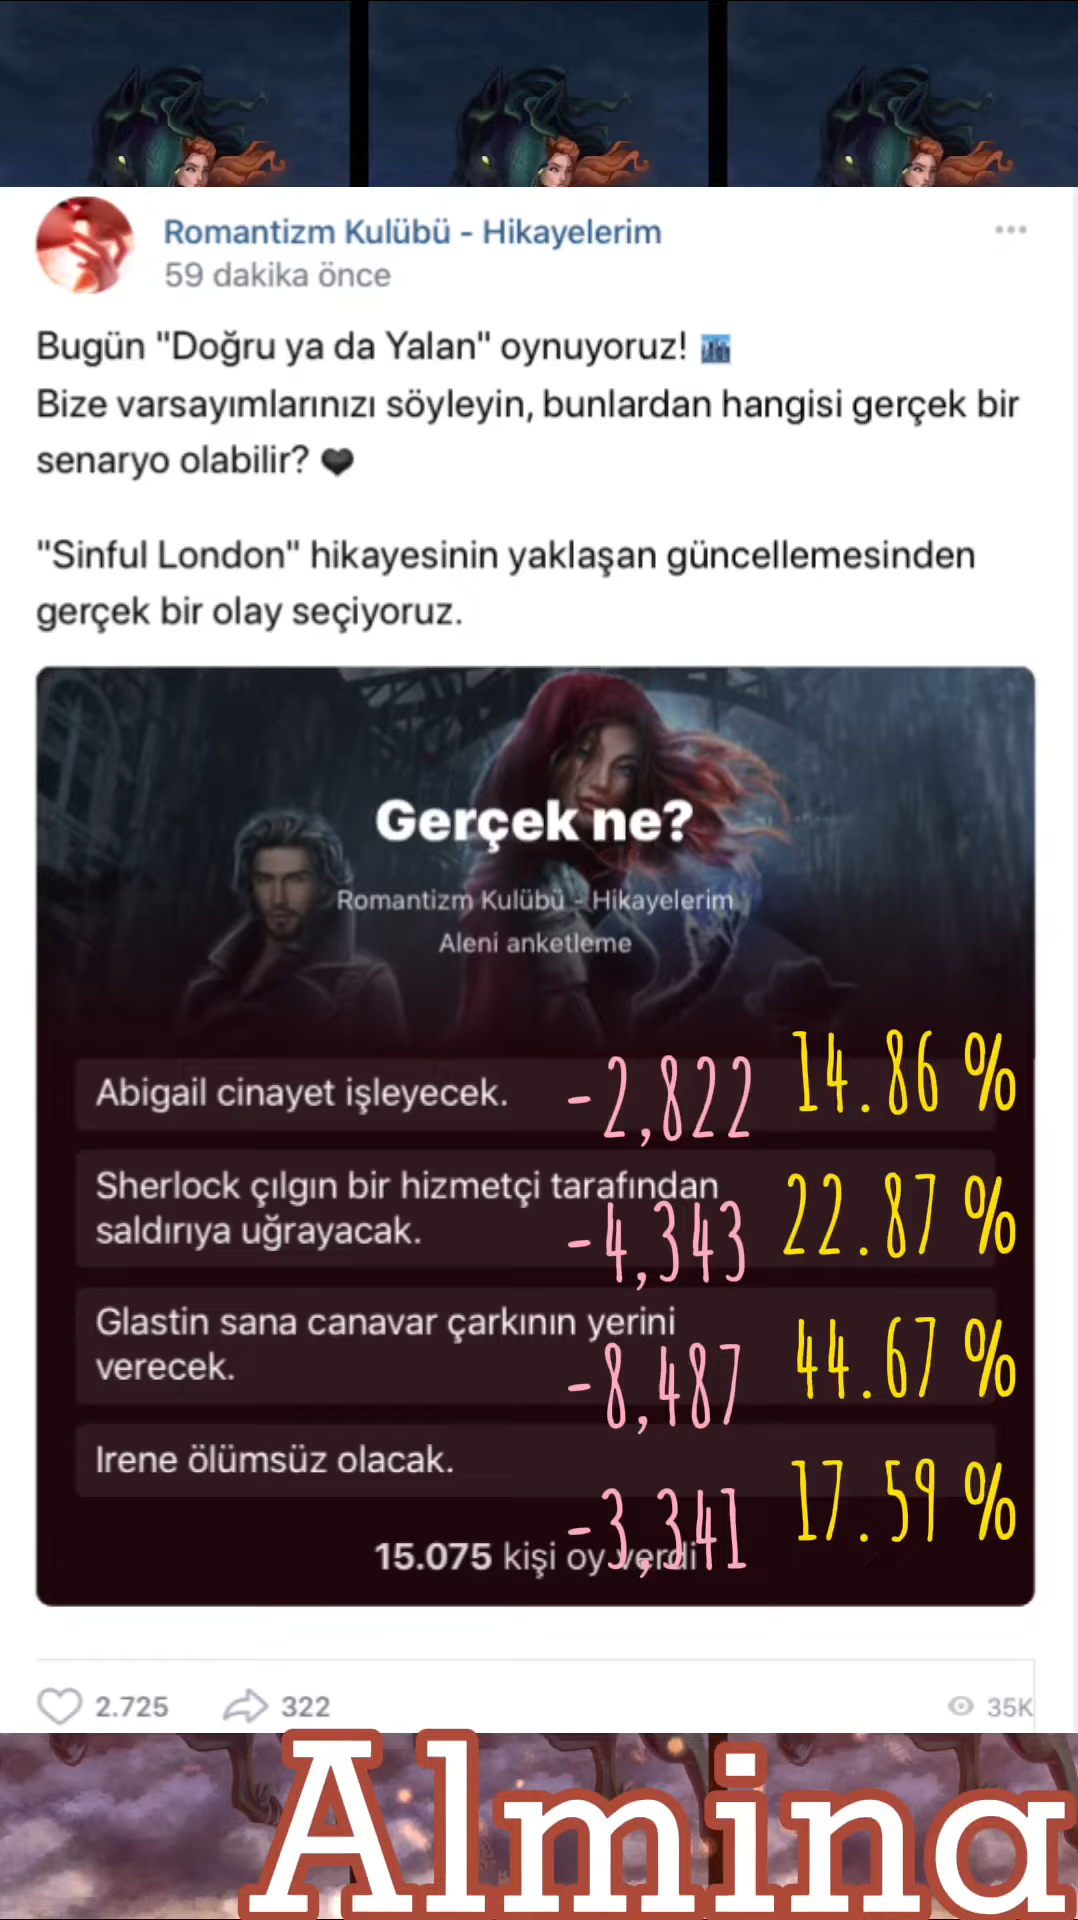 Romantizm Kulübü - Hikayelerim
59 dakika önce
Bugün "Doğru ya da Yalan" oynuyoruz!
Bize varsayımlarınızı söyleyin, bunlardan hangisi gerçek bir
senaryo olabilir? 🖤
"Sinful London" hikayesinin yaklaşan güncellemesinden
gerçek bir olay seçiyoruz.
Gerçek ne?
Romantizm Kulübü - Hikayelerim
Aleni anketleme
Abigail cinayet işleyecek. -2,822 14.86 %
Sherlock çılgın bir hizmetçi tarafından
saldırıya uğrayacak. -4,343 22.87 %
Glastin sana canavar çarkının yerini
verecek. -8,487 44.67 %
Irene ölümsüz olacak.
-3,341 17.59 %
15.075 kişi oy verdi
2.725 322 35K
Almina